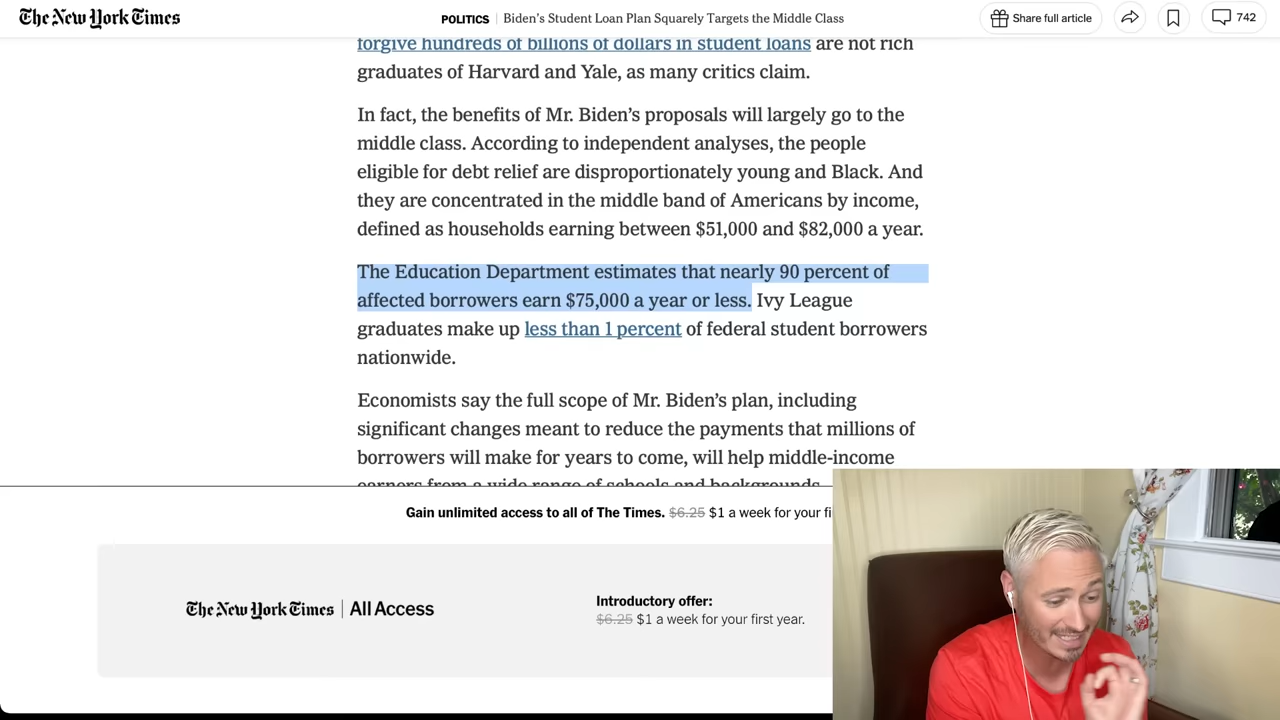 The New York Times
POLITICS | Biden’s Student Loan Plan Squarely Targets the Middle Class
Share full article
742
forgive hundreds of billions of dollars in student loans are not rich
graduates of Harvard and Yale, as many critics claim.
In fact, the benefits of Mr. Biden’s proposals will largely go to the
middle class. According to independent analyses, the people
eligible for debt relief are disproportionately young and Black. And
they are concentrated in the middle band of Americans by income,
defined as households earning between $51,000 and $82,000 a year.
The Education Department estimates that nearly 90 percent of
affected borrowers earn $75,000 a year or less. Ivy League
graduates make up less than 1 percent of federal student borrowers
nationwide.
Economists say the full scope of Mr. Biden’s plan, including
significant changes meant to reduce the payments that millions of
borrowers will make for years to come, will help middle-income
earners from a wide range of schools and backgrounds.
Gain unlimited access to all of The Times. $6.25 $1 a week for your fi
The New York Times | All Access
Introductory offer:
$6.25 $1 a week for your first year.